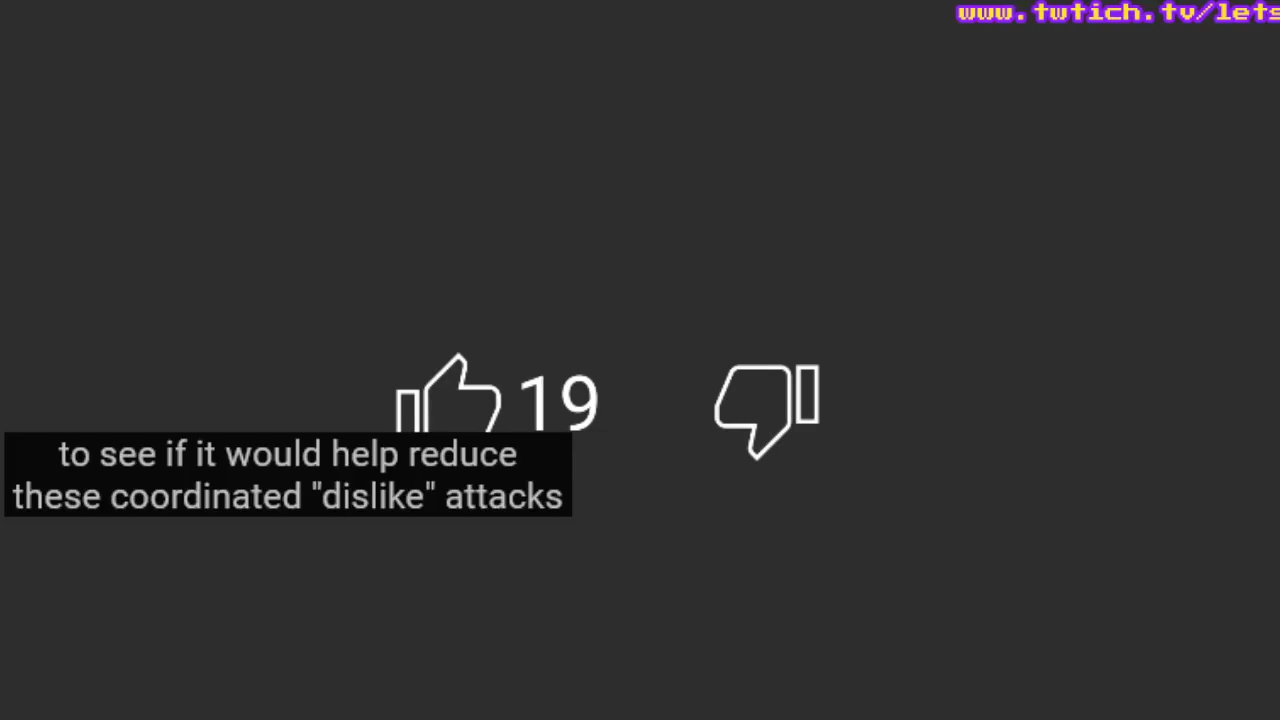 www.twtich.tv/lets
19
to see if it would help reduce
these coordinated "dislike" attacks